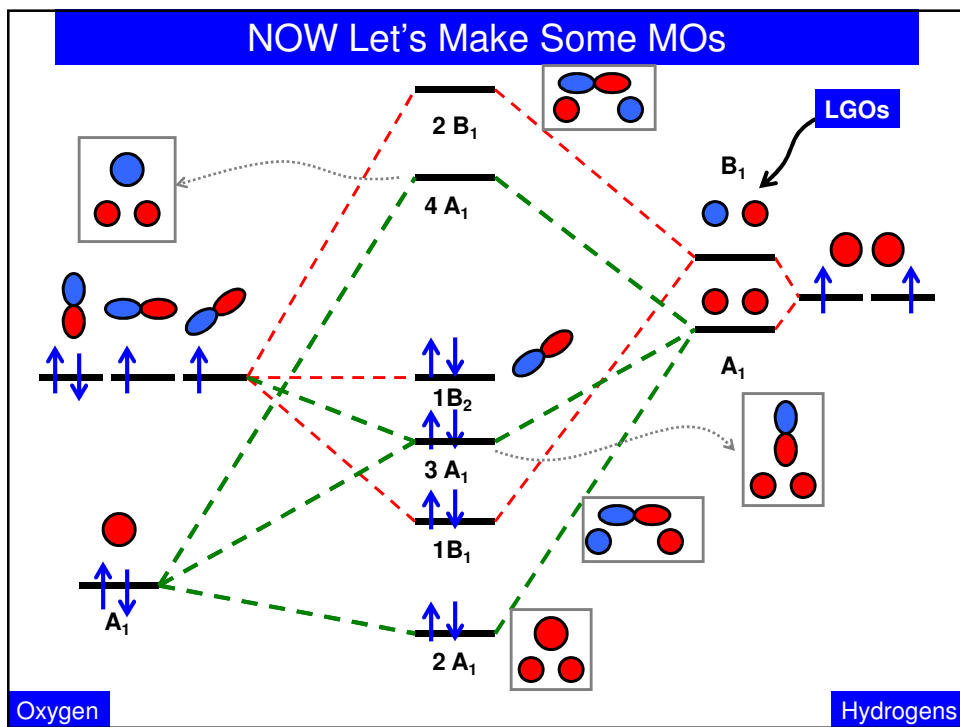 NOW Let's Make Some MOs
2 B₁
LGOs
B₁
4 A₁
A₁
1B₂
3 A₁
1B₁
A₁
2 A₁
Oxygen
Hydrogens